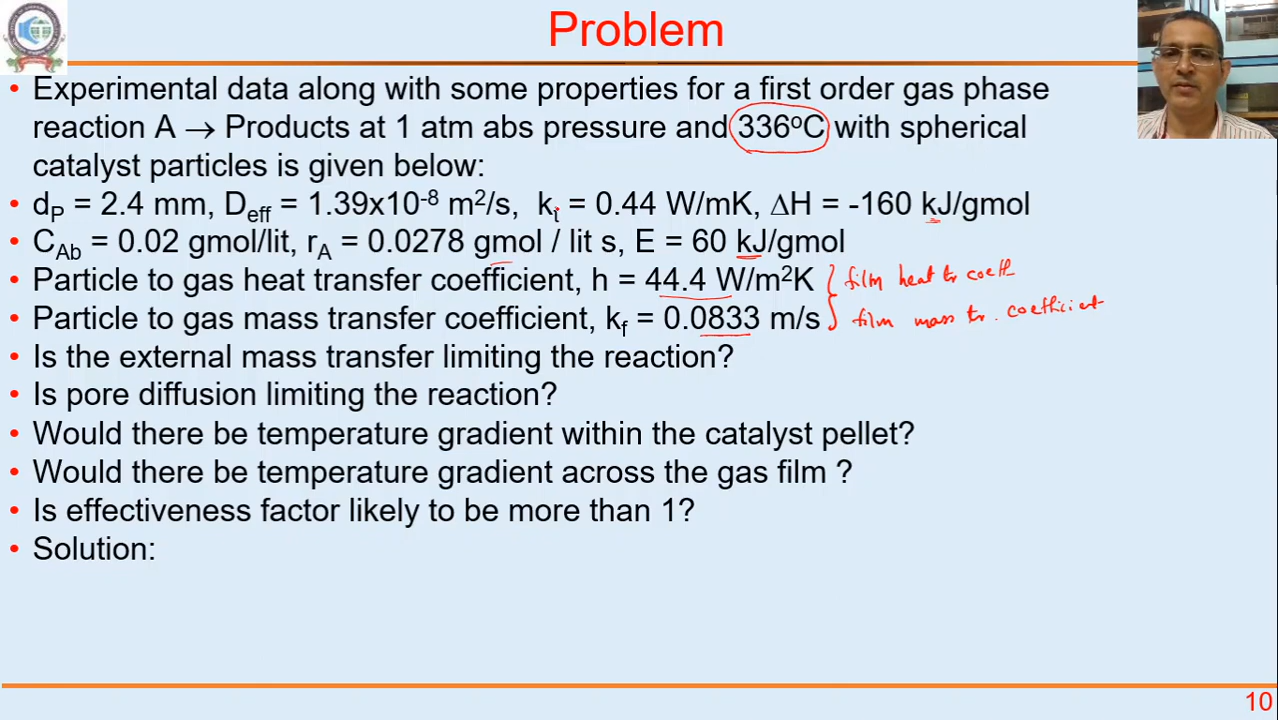 Problem
• Experimental data along with some properties for a first order gas phase
reaction A → Products at 1 atm abs pressure and 336°C with spherical
catalyst particles is given below:
• dP = 2.4 mm, Deff = 1.39x10⁻⁸ m²/s, kt = 0.44 W/mK, ΔH = -160 kJ/gmol
• CAb = 0.02 gmol/lit, rA = 0.0278 gmol / lit s, E = 60 kJ/gmol
• Particle to gas heat transfer coefficient, h = 44.4 W/m²K film heat tr coeff
• Particle to gas mass transfer coefficient, kf = 0.0833 m/s film mass tr. coefficient
• Is the external mass transfer limiting the reaction?
• Is pore diffusion limiting the reaction?
• Would there be temperature gradient within the catalyst pellet?
• Would there be temperature gradient across the gas film ?
• Is effectiveness factor likely to be more than 1?
• Solution:
10